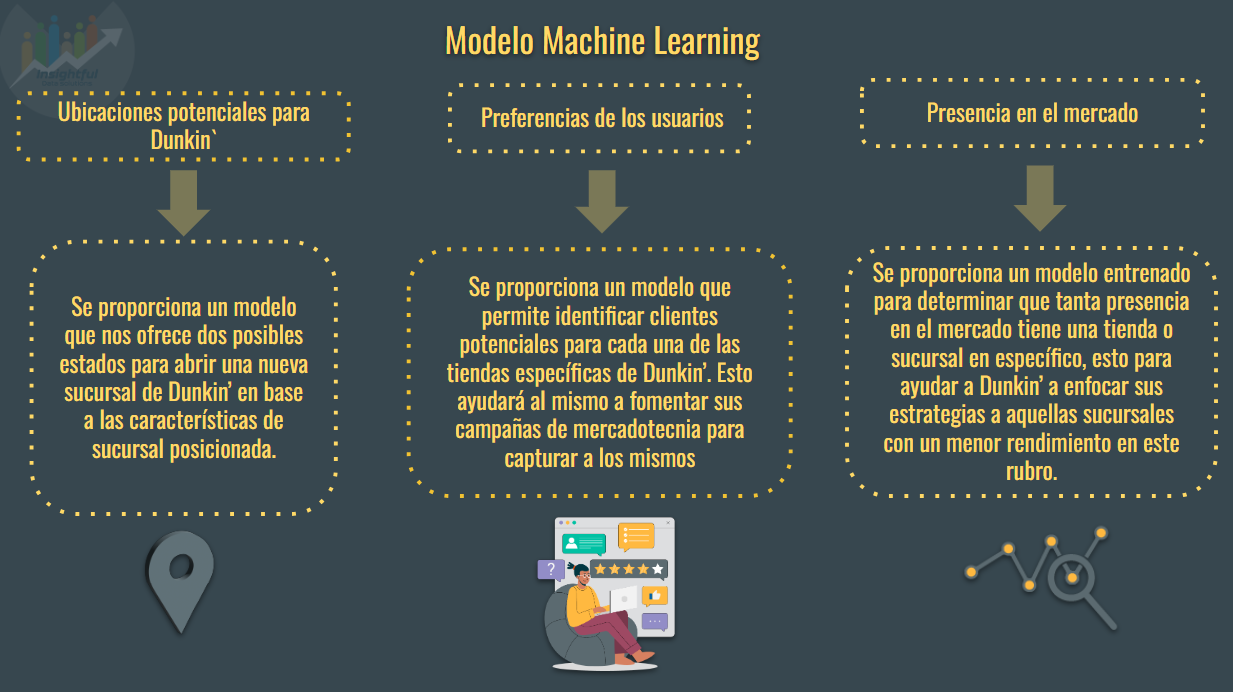 Insightful
Modelo Machine Learning
Ubicaciones potenciales para
Dunkin`
Preferencias de los usuarios
Presencia en el mercado
Se proporciona un modelo
que nos ofrece dos posibles
estados para abrir una nueva
sucursal de Dunkin’ en base
a las características de
sucursal posicionada.
Se proporciona un modelo que
permite identificar clientes
potenciales para cada una de las
tiendas específicas de Dunkin’. Esto
ayudará al mismo a fomentar sus
campañas de mercadotecnia para
capturar a los mismos
Se proporciona un modelo entrenado
para determinar que tanta presencia
en el mercado tiene una tienda o
sucursal en específico, esto para
ayudar a Dunkin’ a enfocar sus
estrategias a aquellas sucursales
con un menor rendimiento en este
rubro.
?